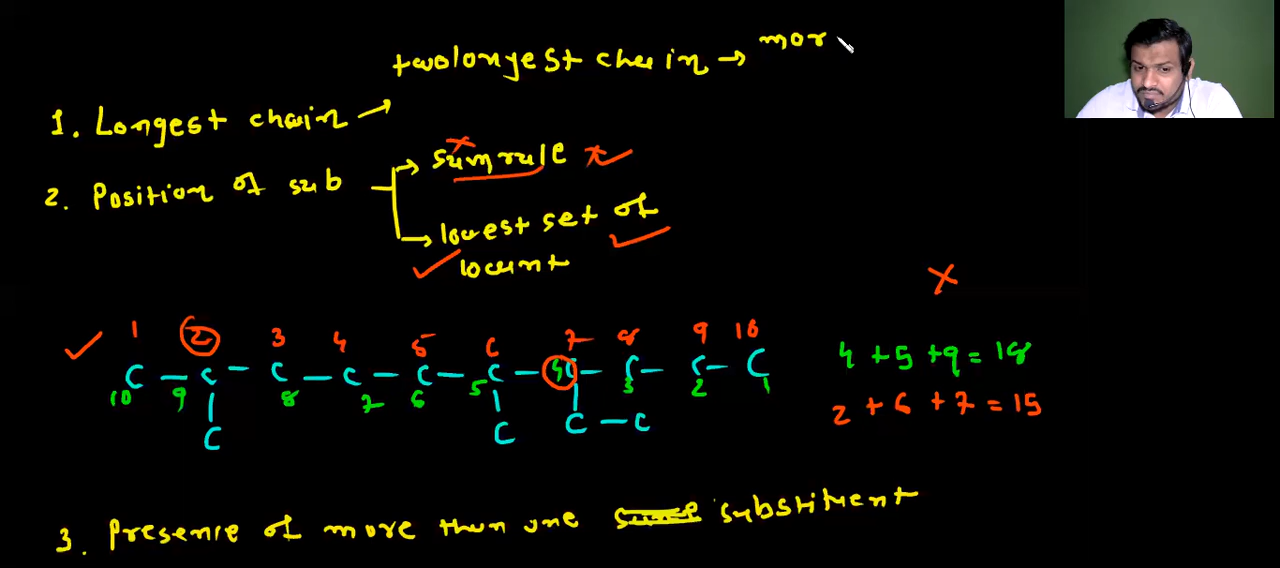 two longest chain → mor
1. Longest chain →
2. Position of sub → sum rule
→ lowest set of
locant
1 2 3 4 5 6 7 8 9 10
C — C — C — C — C — C — C — C — C — C
10 9 8 7 6 5 4 3 2 1
C C C — C
4 + 5 + 9 = 18
2 + 6 + 7 = 15
3. Presence of more than one substituent